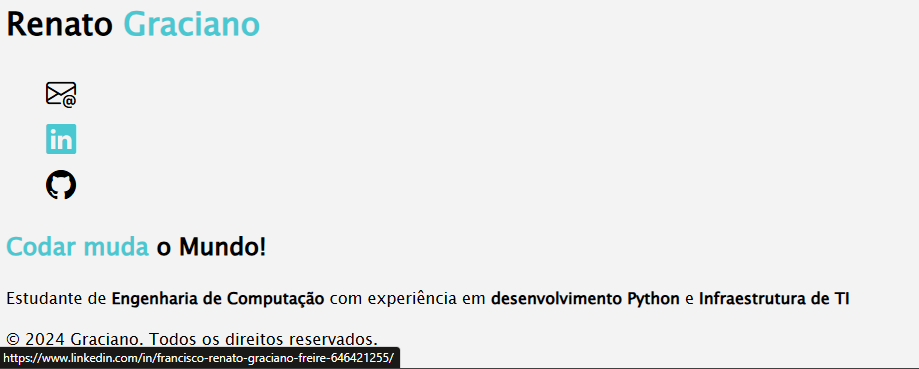 Renato Graciano
@
in
Codar muda o Mundo!
Estudante de Engenharia de Computação com experiência em desenvolvimento Python e Infraestrutura de TI
© 2024 Graciano. Todos os direitos reservados.
https://www.linkedin.com/in/francisco-renato-graciano-freire-646421255/